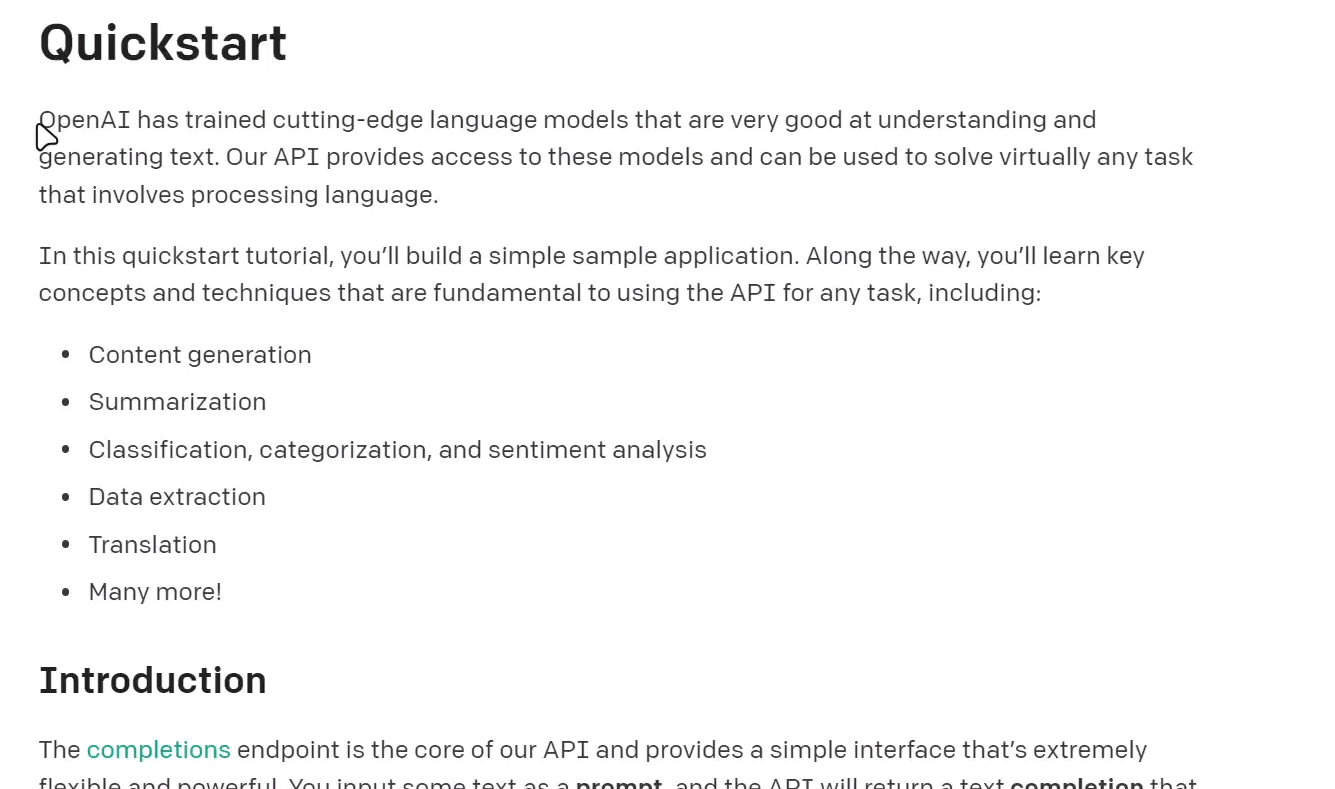 Quickstart
OpenAI has trained cutting-edge language models that are very good at understanding and
generating text. Our API provides access to these models and can be used to solve virtually any task
that involves processing language.
In this quickstart tutorial, you’ll build a simple sample application. Along the way, you’ll learn key
concepts and techniques that are fundamental to using the API for any task, including:
• Content generation
• Summarization
• Classification, categorization, and sentiment analysis
• Data extraction
• Translation
• Many more!
Introduction
The completions endpoint is the core of our API and provides a simple interface that’s extremely
flexible and powerful. You input some text as a prompt, and the API will return a text completion that